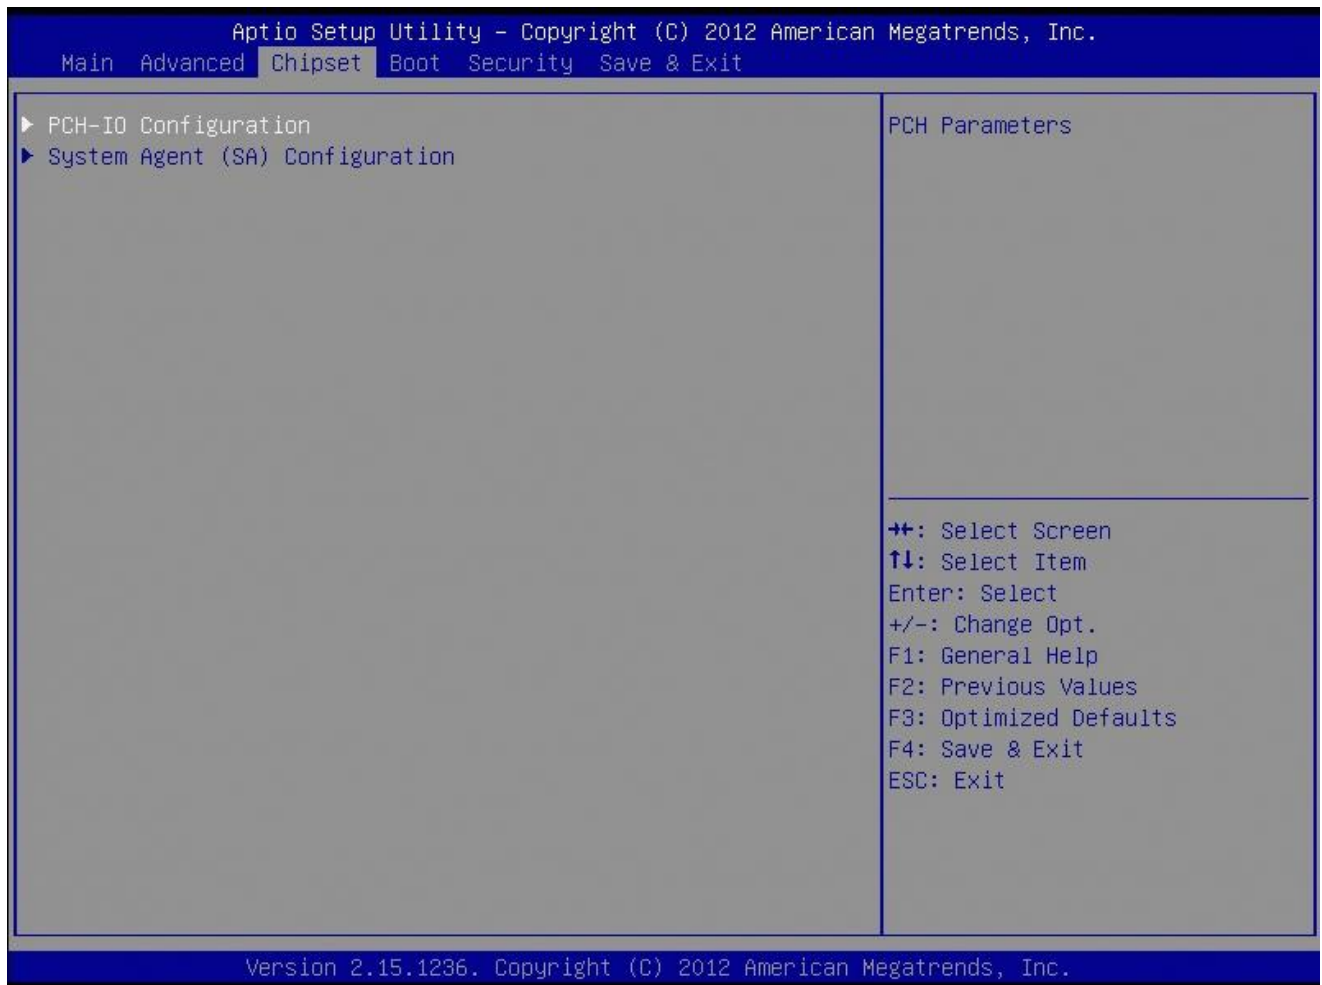 Aptio Setup Utility – Copyright (C) 2012 American Megatrends, Inc.
Main Advanced Chipset Boot Security Save & Exit
PCH-IO Configuration
System Agent (SA) Configuration
PCH Parameters
→←: Select Screen
↑↓: Select Item
Enter: Select
+/-: Change Opt.
F1: General Help
F2: Previous Values
F3: Optimized Defaults
F4: Save & Exit
ESC: Exit
Version 2.15.1236. Copyright (C) 2012 American Megatrends, Inc.